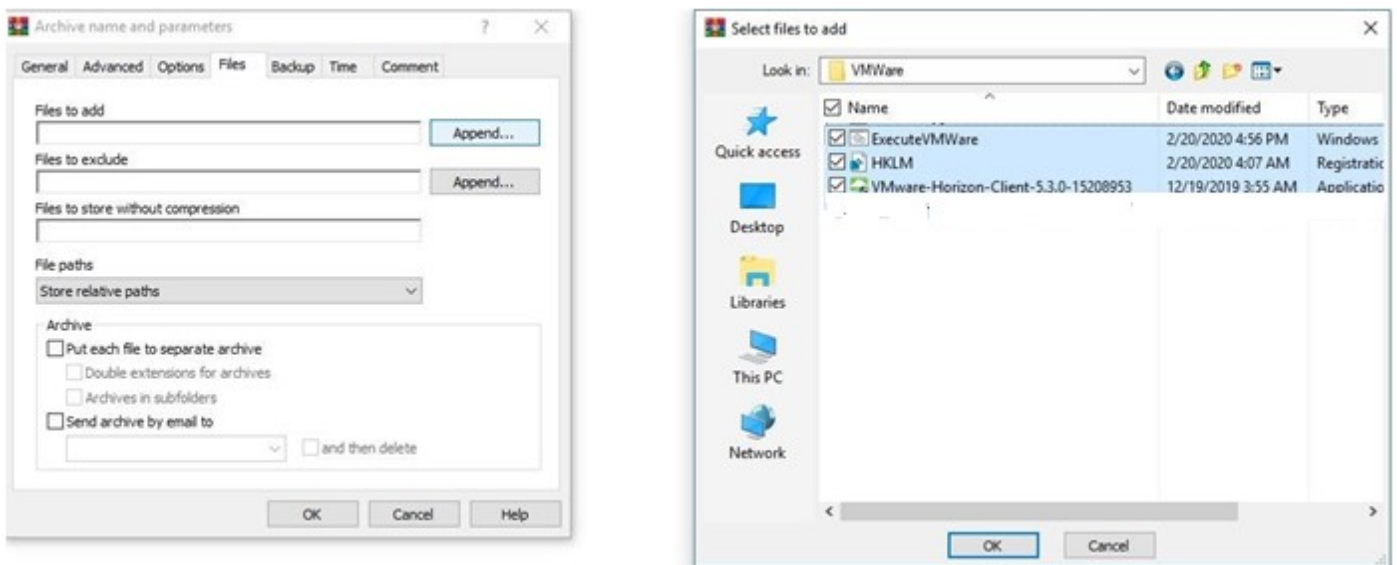 Archive name and parameters
General Advanced Options Files Backup Time Comment
Files to add
Append...
Files to exclude
Append...
Files to store without compression
File paths
Store relative paths
Archive
Put each file to separate archive
Double extensions for archives
Archives in subfolders
Send archive by email to
and then delete
OK Cancel Help
Select files to add
Look in: VMWare
Name Date modified Type
ExecuteVMWare 2/20/2020 4:56 PM Windows
HKLM 2/20/2020 4:07 AM Registratic
VMware-Horizon-Client-5.3.0-15208953 12/19/2019 3:55 AM Applicatio
Quick access
Desktop
Libraries
This PC
Network
OK Cancel